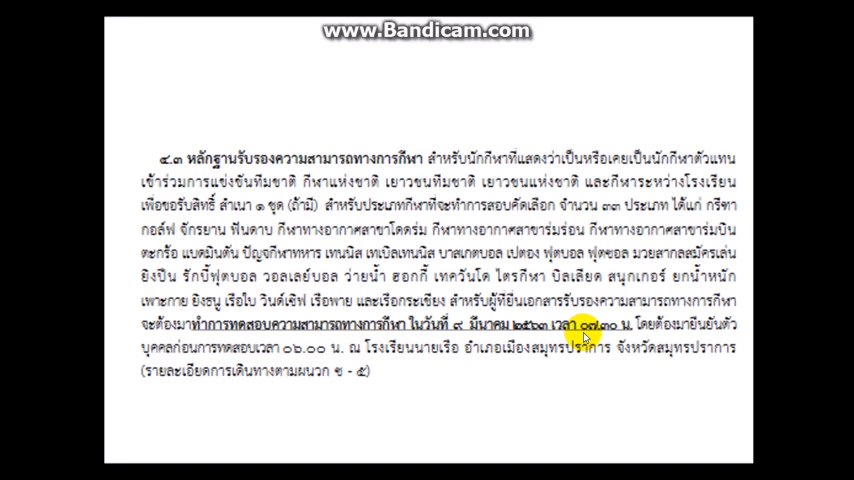 www.Bandicam.com
๔.๓ หลักฐานรับรองความสามารถทางการกีฬา สำหรับนักกีฬาที่แสดงว่าเป็นหรือเคยเป็นนักกีฬาตัวแทน
เข้าร่วมการแข่งขันทีมชาติ กีฬาแห่งชาติ เยาวชนทีมชาติ เยาวชนแห่งชาติ และกีฬาระหว่างโรงเรียน
เพื่อขอรับสิทธิ์ สำเนา ๑ ชุด (ถ้ามี) สำหรับประเภทกีฬาที่จะทำการสอบคัดเลือก จำนวน ๓๓ ประเภท ได้แก่ กรีฑา
กอล์ฟ จักรยาน ฟันดาบ กีฬาทางอากาศสาขาโดดร่ม กีฬาทางอากาศสาขาร่มร่อน กีฬาทางอากาศสาขาร่มบิน
ตะกร้อ แบดมินตัน ปัญจกีฬาทหาร เทนนิส เทเบิลเทนนิส บาสเกตบอล เปตอง ฟุตบอล ฟุตซอล มวยสากลสมัครเล่น
ยิงปืน รักบี้ฟุตบอล วอลเลย์บอล ว่ายน้ำ ฮอกกี้ เทควันโด ไตรกีฬา บิลเลียด สนุกเกอร์ ยกน้ำหนัก
เพาะกาย ยิงธนู เรือใบ วินด์เซิฟ เรือพาย และเรือกระเชียง สำหรับผู้ที่ยื่นเอกสารรับรองความสามารถทางการกีฬา
จะต้องมาทำการทดสอบความสามารถทางการกีฬา ในวันที่ ๙ มีนาคม ๒๕๖๓ เวลา ๐๗.๓๐ น. โดยต้องมายืนยันตัว
บุคคลก่อนการทดสอบเวลา ๐๖.๐๐ น. ณ โรงเรียนนายเรือ อำเภอเมืองสมุทรปราการ จังหวัดสมุทรปราการ
(รายละเอียดการเดินทางตามผนวก ช - ๕)